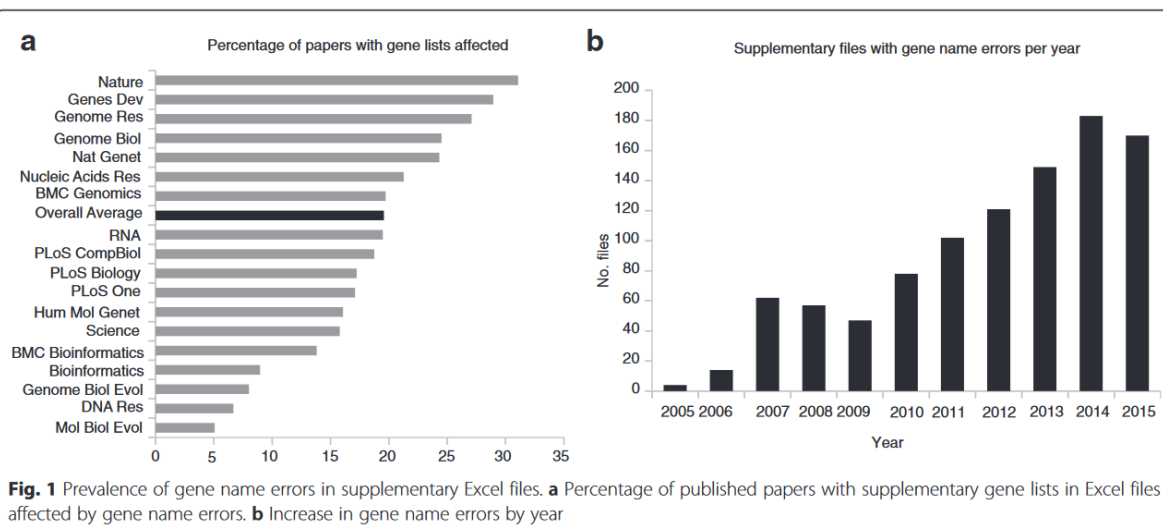 a
Percentage of papers with gene lists affected
Nature
Genes Dev
Genome Res
Genome Biol
Nat Genet
Nucleic Acids Res
BMC Genomics
Overall Average
RNA
PLoS CompBiol
PLoS Biology
PLoS One
Hum Mol Genet
Science
BMC Bioinformatics
Bioinformatics
Genome Biol Evol
DNA Res
Mol Biol Evol
0 5 10 15 20 25 30 35
b
Supplementary files with gene name errors per year
200
180
160
140
120
100
80
60
40
20
0
No. files
2005 2006 2007 2008 2009 2010 2011 2012 2013 2014 2015
Year
Fig. 1 Prevalence of gene name errors in supplementary Excel files. a Percentage of published papers with supplementary gene lists in Excel files
affected by gene name errors. b Increase in gene name errors by year